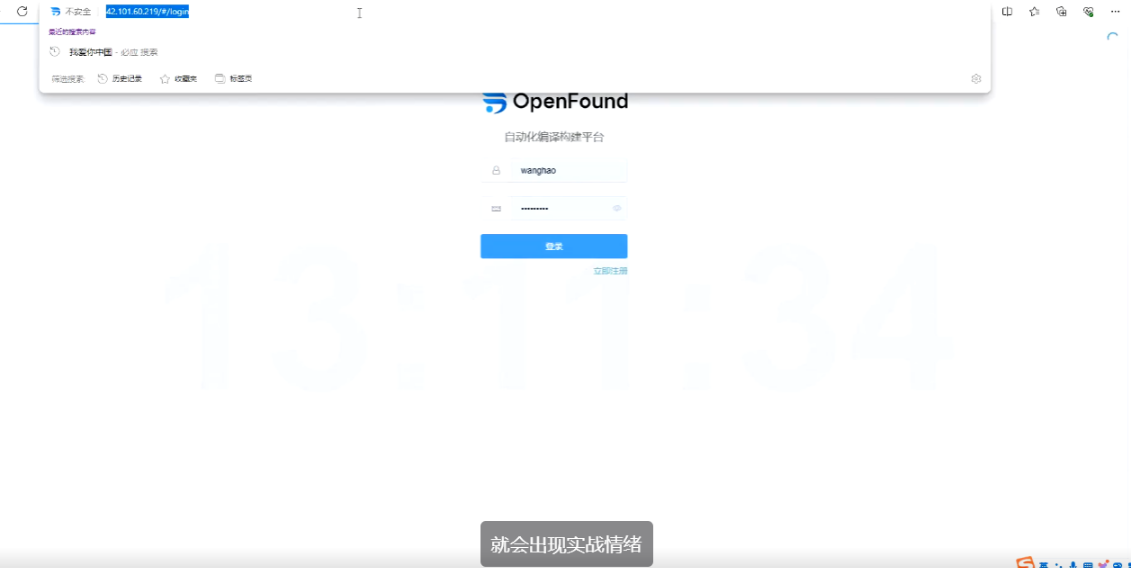 不安全 42.101.60.219/#/login
最近的搜索内容
我爱你中国 - 必应 搜索
筛选搜索: 历史记录 收藏夹 标签页
OpenFound
自动化编译构建平台
wanghao
•••••••••
登录
立即注册
13:11:34
就会出现实战情绪
英